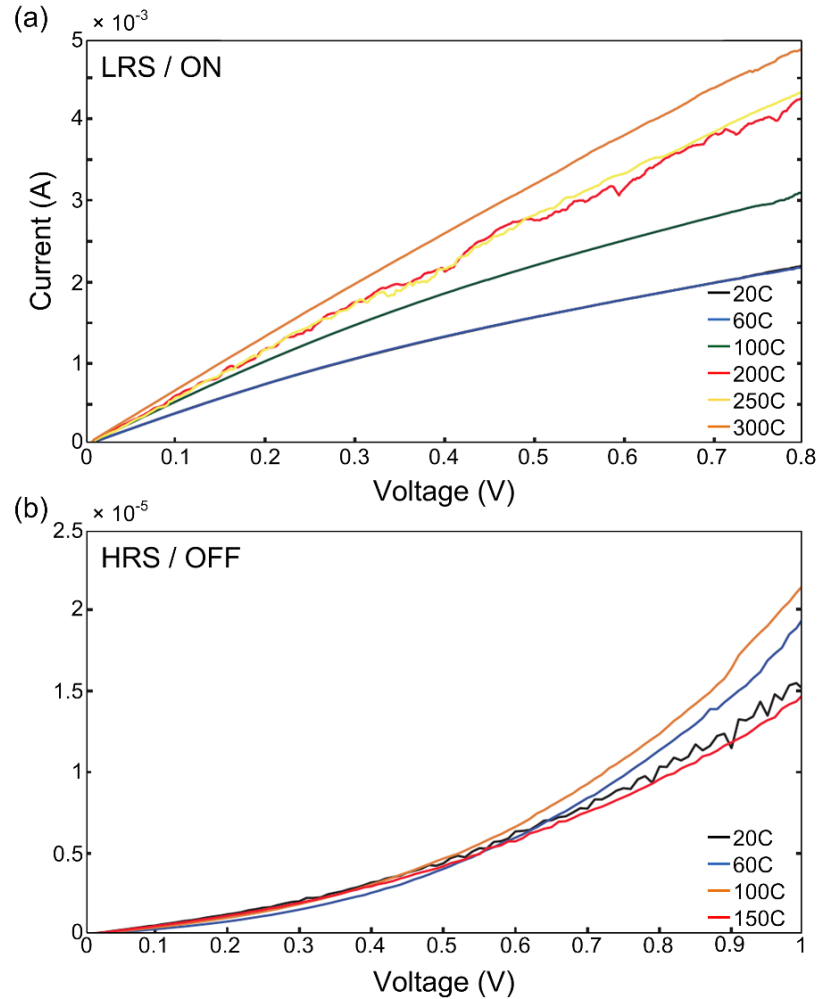 (a)
× 10⁻³
5
LRS / ON
4
3
2
1
0
Current (A)
20C
60C
100C
200C
250C
300C
0 0.1 0.2 0.3 0.4 0.5 0.6 0.7 0.8
Voltage (V)
(b)
× 10⁻⁵
2.5
HRS / OFF
2
1.5
1
0.5
0
Current (A)
20C
60C
100C
150C
0 0.1 0.2 0.3 0.4 0.5 0.6 0.7 0.8 0.9 1
Voltage (V)